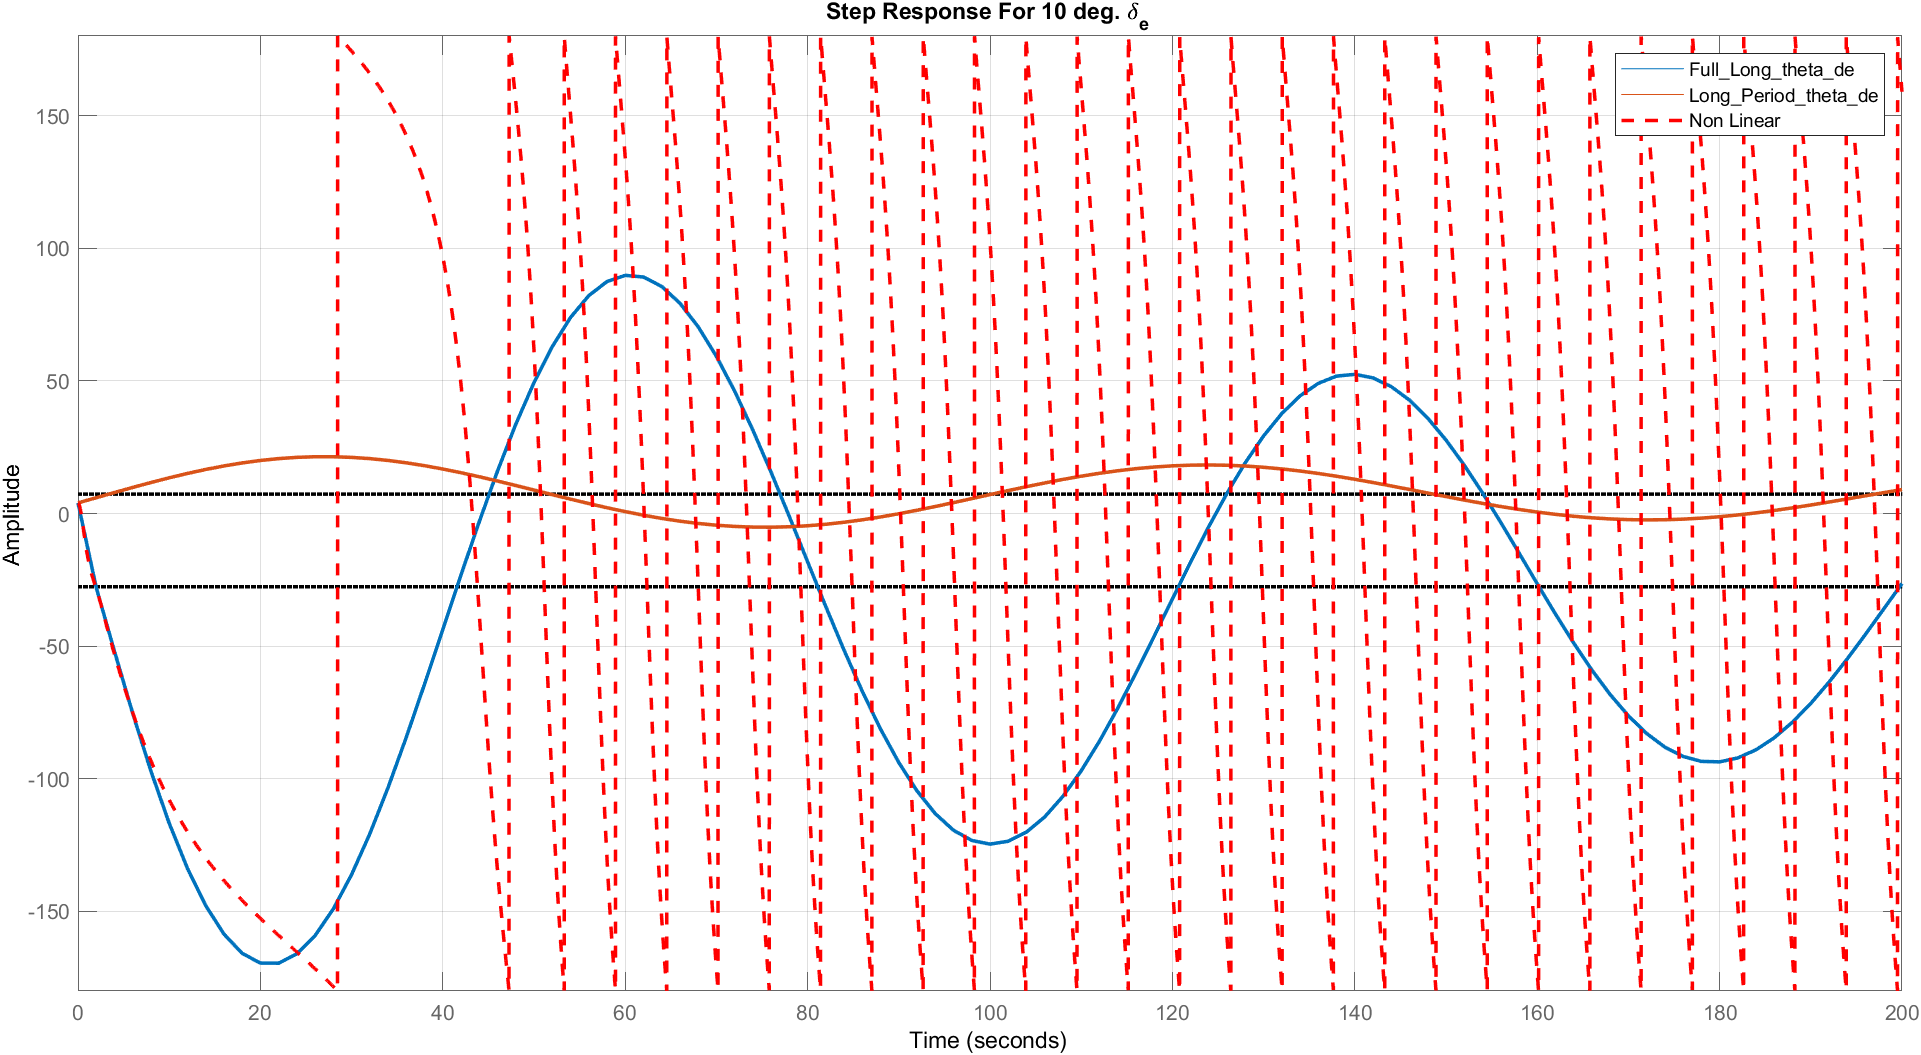 Step Response For 10 deg. δe
Full_Long_theta_de
Long_Period_theta_de
Non Linear
Amplitude
150
100
50
0
-50
-100
-150
0 20 40 60 80 100 120 140 160 180 200
Time (seconds)